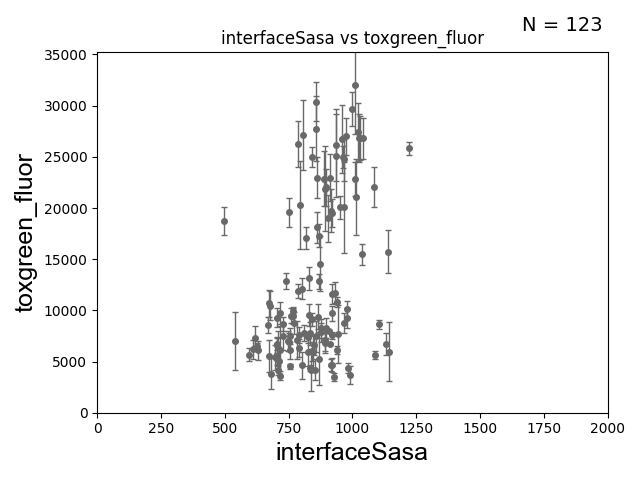 N = 123
interfaceSasa vs toxgreen_fluor
35000
30000
25000
20000
15000
10000
5000
0
toxgreen_fluor
0 250 500 750 1000 1250 1500 1750 2000
interfaceSasa